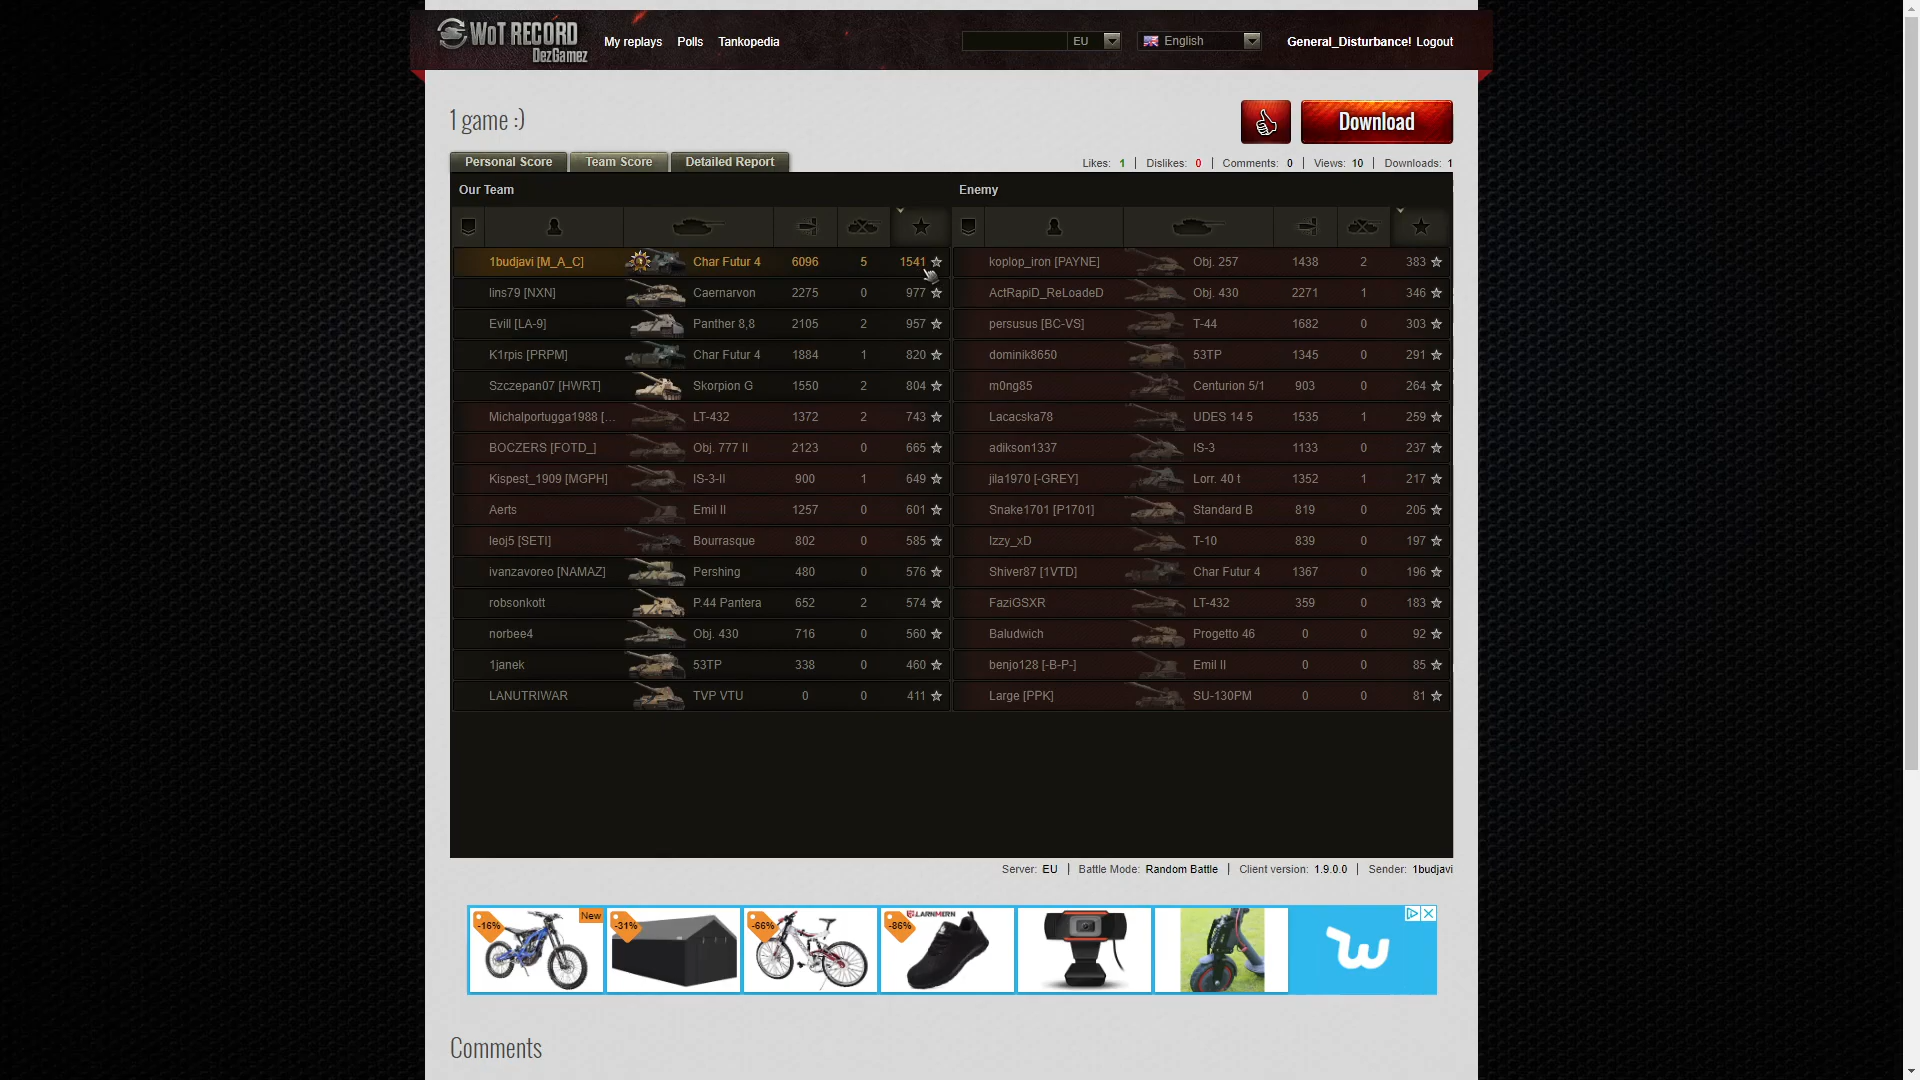 WoT RECORD
DezGamez
My replays Polls Tankopedia
EU
English
General_Disturbance! Logout
1 game :)
Download
Personal Score Team Score Detailed Report
Likes: 1 | Dislikes: 0 | Comments: 0 | Views: 10 | Downloads: 1
Our Team Enemy
1budjavi [M_A_C] Char Futur 4 6096 5 1541 koplop_iron [PAYNE] Obj. 257 1438 2 383
lins79 [NXN] Caernarvon 2275 0 977 ActRapiD_ReLoadeD Obj. 430 2271 1 346
Evill [LA-9] Panther 8,8 2105 2 957 persusus [BC-VS] T-44 1682 0 303
K1rpis [PRPM] Char Futur 4 1884 1 820 dominik8650 53TP 1345 0 291
Szczepan07 [HWRT] Skorpion G 1550 2 804 m0ng85 Centurion 5/1 903 0 264
Michalportugga1988 [... LT-432 1372 2 743 Lacacska78 UDES 14 5 1535 1 259
BOCZERS [FOTD_] Obj. 777 II 2123 0 665 adikson1337 IS-3 1133 0 237
Kispest_1909 [MGPH] IS-3-II 900 1 649 jila1970 [-GREY] Lorr. 40 t 1352 1 217
Aerts Emil II 1257 0 601 Snake1701 [P1701] Standard B 819 0 205
leoj5 [SETI] Bourrasque 802 0 585 Izzy_xD T-10 839 0 197
ivanzavoreo [NAMAZ] Pershing 480 0 576 Shiver87 [1VTD] Char Futur 4 1367 0 196
robsonkott P.44 Pantera 652 2 574 FaziGSXR LT-432 359 0 183
norbee4 Obj. 430 716 0 560 Baludwich Progetto 46 0 0 92
1janek 53TP 338 0 460 benjo128 [-B-P-] Emil II 0 0 85
LANUTRIWAR TVP VTU 0 0 411 Large [PPK] SU-130PM 0 0 81
Server: EU | Battle Mode: Random Battle | Client version: 1.9.0.0 | Sender: 1budjavi
-16% New -31% -66% -86% LARNMERN
Comments